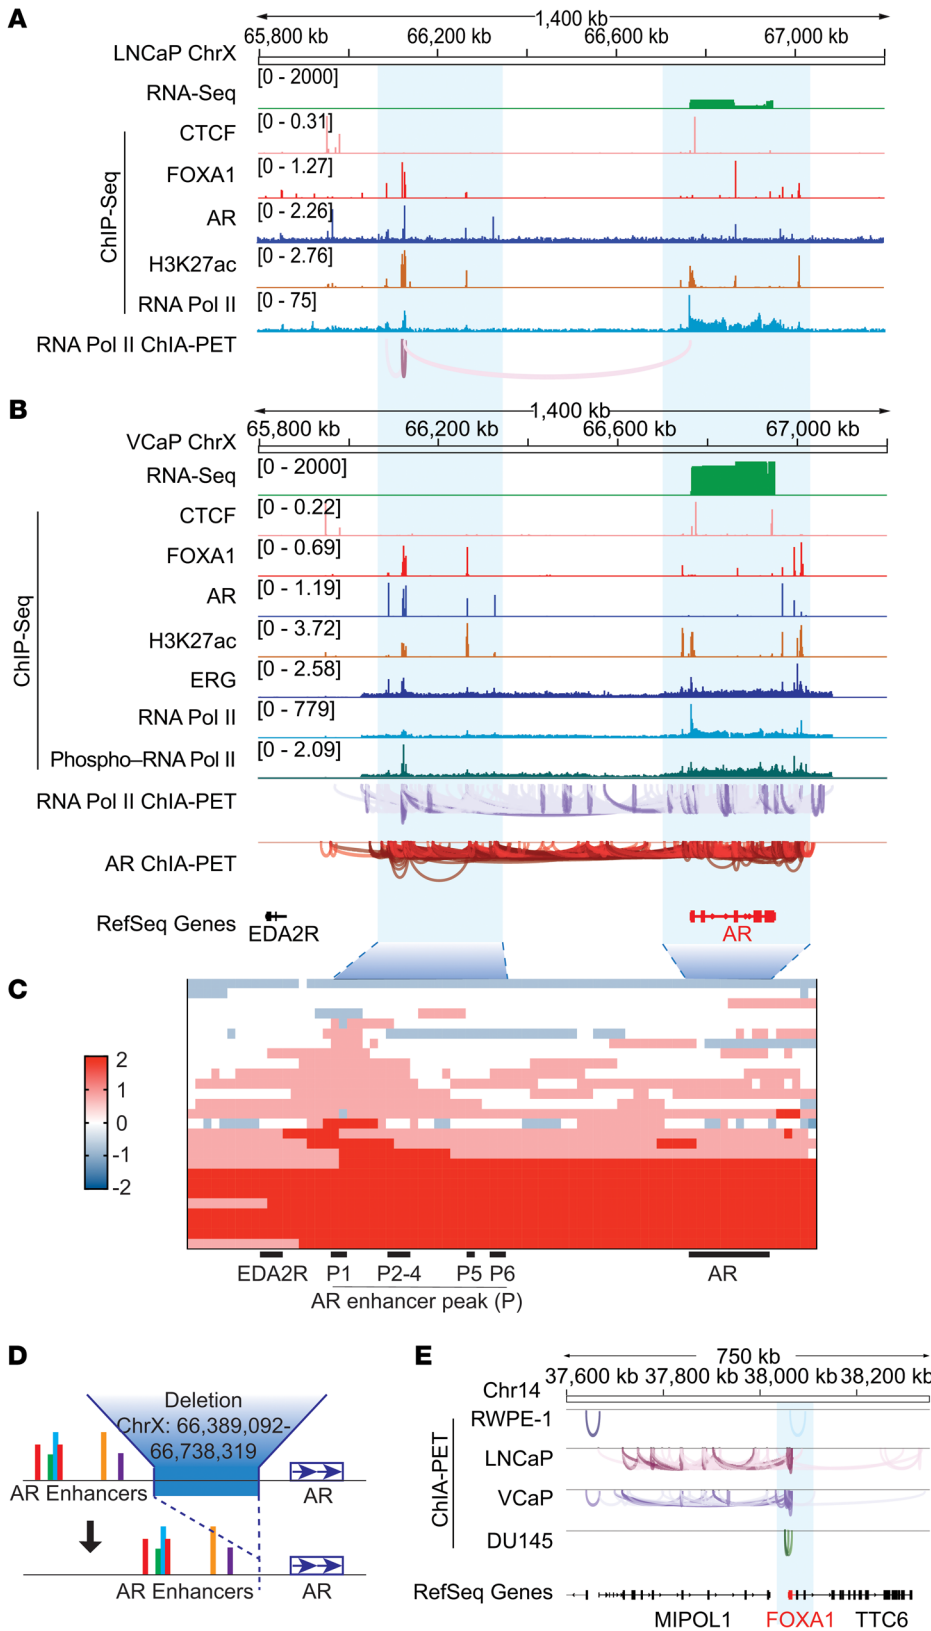 A
1,400 kb
65,800 kb 66,200 kb 66,600 kb 67,000 kb
LNCaP ChrX
[0 - 2000]
RNA-Seq
ChIP-Seq
[0 - 0.31]
CTCF
[0 - 1.27]
FOXA1
[0 - 2.26]
AR
[0 - 2.76]
H3K27ac
[0 - 75]
RNA Pol II
RNA Pol II ChIA-PET
B
1,400 kb
65,800 kb 66,200 kb 66,600 kb 67,000 kb
VCaP ChrX
[0 - 2000]
RNA-Seq
ChIP-Seq
[0 - 0.22]
CTCF
[0 - 0.69]
FOXA1
[0 - 1.19]
AR
[0 - 3.72]
H3K27ac
[0 - 2.58]
ERG
[0 - 779]
RNA Pol II
[0 - 2.09]
Phospho–RNA Pol II
RNA Pol II ChIA-PET
AR ChIA-PET
RefSeq Genes
EDA2R AR
C
2
1
0
-1
-2
EDA2R P1 P2-4 P5 P6 AR
AR enhancer peak (P)
D
Deletion
ChrX: 66,389,092-
66,738,319
AR Enhancers AR
AR Enhancers AR
E
750 kb
37,600 kb 37,800 kb 38,000 kb 38,200 kb
Chr14
ChIA-PET
RWPE-1
LNCaP
VCaP
DU145
RefSeq Genes
MIPOL1 FOXA1 TTC6